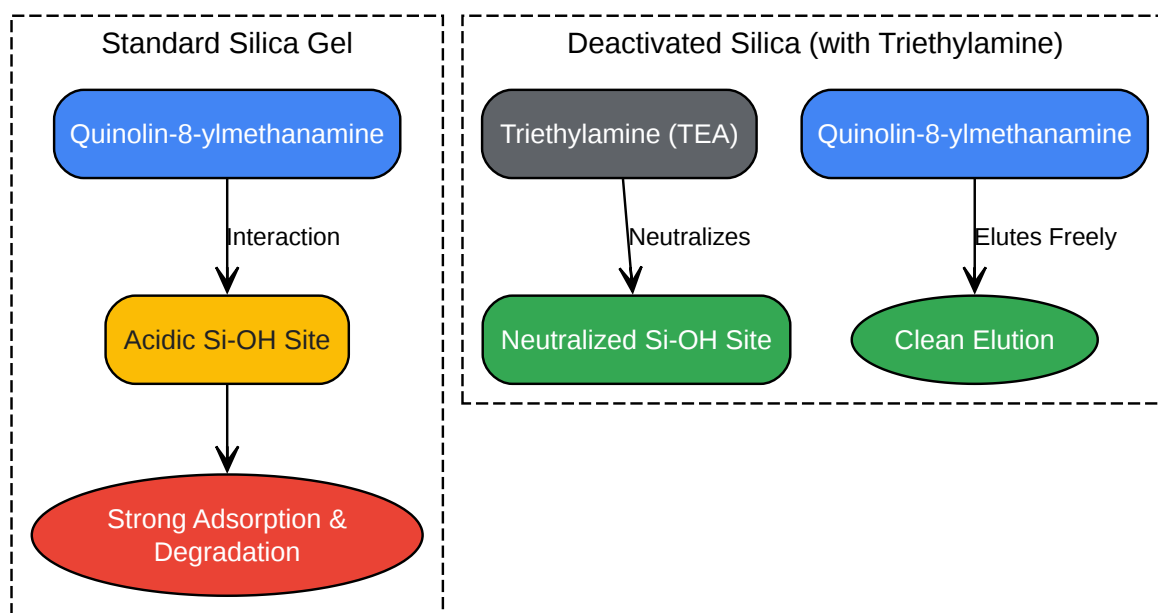 Standard Silica Gel
Quinolin-8-ylmethanamine
Interaction
Acidic Si-OH Site
Strong Adsorption &
Degradation
Deactivated Silica (with Triethylamine)
Triethylamine (TEA)
Quinolin-8-ylmethanamine
Neutralizes
Elutes Freely
Neutralized Si-OH Site
Clean Elution